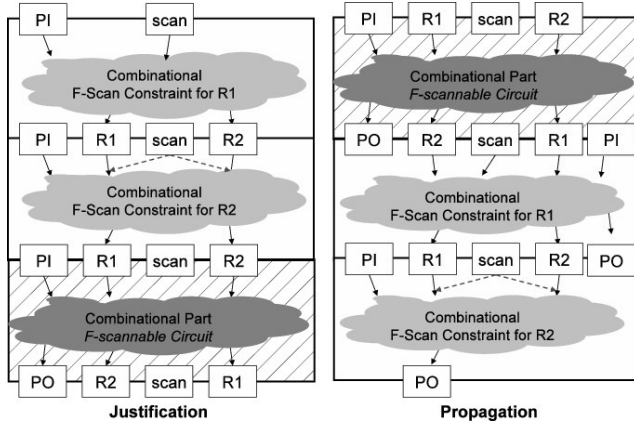 PI scan
Combinational
F-Scan Constraint for R1
PI R1 scan R2
Combinational
F-Scan Constraint for R2
PI R1 scan R2
Combinational Part
F-scannable Circuit
PO R2 scan R1
Justification
PI R1 scan R2
Combinational Part
F-scannable Circuit
PO R2 scan R1 PI
Combinational
F-Scan Constraint for R1
PI R1 scan R2 PO
Combinational
F-Scan Constraint for R2
PO
Propagation